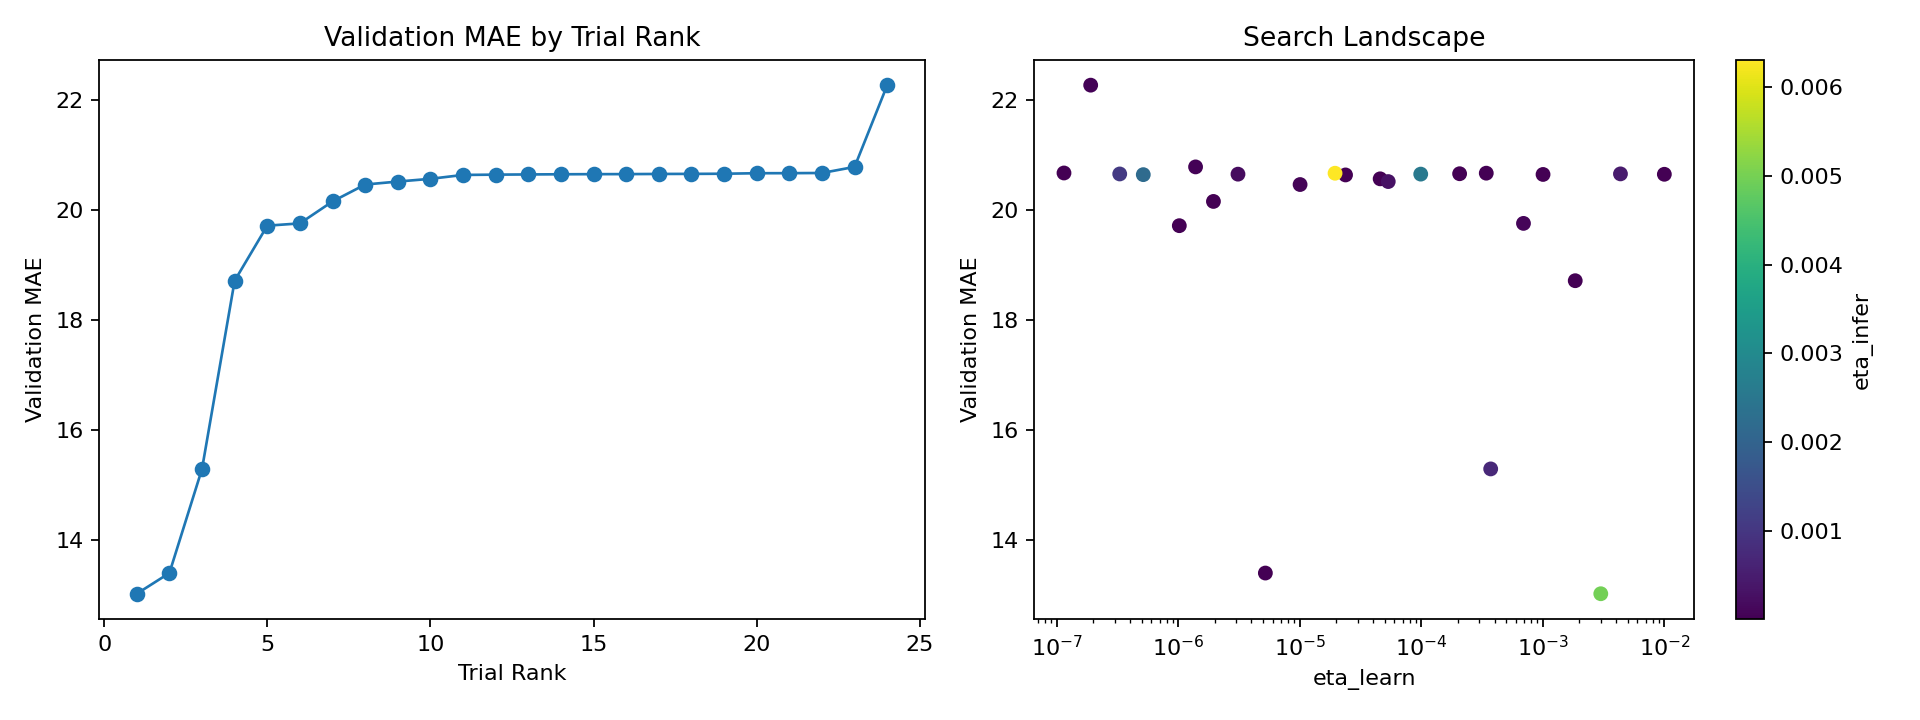 Validation MAE by Trial Rank
Validation MAE
22
20
18
16
14
0 5 10 15 20 25
Trial Rank
Search Landscape
Validation MAE
22
20
18
16
14
10⁻⁷ 10⁻⁶ 10⁻⁵ 10⁻⁴ 10⁻³ 10⁻²
eta_learn
0.006
0.005
0.004
0.003
0.002
0.001
eta_infer